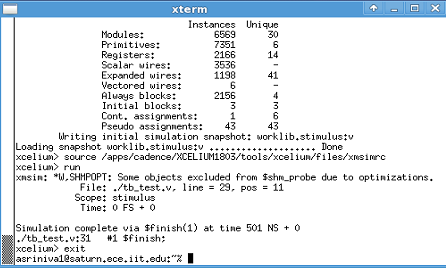 xterm
Instances Unique
Modules: 6569 30
Primitives: 7351 6
Registers: 2166 14
Scalar wires: 3536 -
Expanded wires: 1198 41
Vectored wires: 6 -
Always blocks: 2156 4
Initial blocks: 3 3
Cont. assignments: 1 6
Pseudo assignments: 43 43
Writing initial simulation snapshot: worklib.stimulus:v
Loading snapshot worklib.stimulus:v .................... Done
xcelium> source /apps/cadence/XCELIUM1803/tools/xcelium/files/xmsimrc
xcelium> run
xmsim: *W,SHMPOPT: Some objects excluded from $shm_probe due to optimizations.
File: ./tb_test.v, line = 29, pos = 11
Scope: stimulus
Time: 0 FS + 0
Simulation complete via $finish(1) at time 501 NS + 0
./tb_test.v:31 #1 $finish;
xcelium> exit
asriniva1@saturn.ece.iit.edu:~%